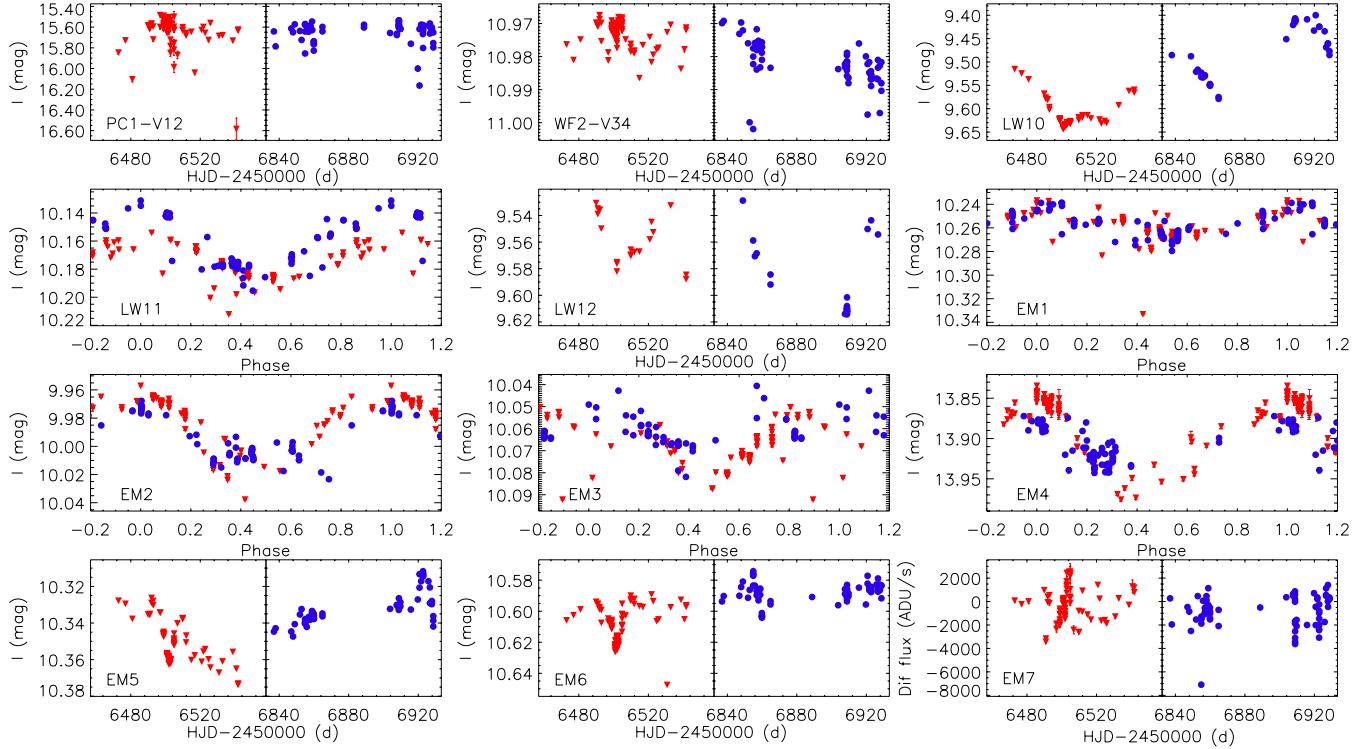 15.40
15.60
15.80
16.00
16.20
16.40
16.60
I (mag)
PC1-V12
6480 6520 6840 6880 6920
HJD-2450000 (d)
10.97
10.98
10.99
11.00
I (mag)
WF2-V34
6480 6520 6840 6880 6920
HJD-2450000 (d)
9.40
9.45
9.50
9.55
9.60
9.65
I (mag)
LW10
6480 6520 6840 6880 6920
HJD-2450000 (d)
10.14
10.16
10.18
10.20
10.22
I (mag)
LW11
-0.2 0.0 0.2 0.4 0.6 0.8 1.0 1.2
Phase
9.54
9.56
9.58
9.60
9.62
I (mag)
LW12
6480 6520 6840 6880 6920
HJD-2450000 (d)
10.24
10.26
10.28
10.30
10.32
10.34
I (mag)
EM1
-0.2 0.0 0.2 0.4 0.6 0.8 1.0 1.2
Phase
9.96
9.98
10.00
10.02
10.04
I (mag)
EM2
-0.2 0.0 0.2 0.4 0.6 0.8 1.0 1.2
Phase
10.04
10.05
10.06
10.07
10.08
10.09
I (mag)
EM3
-0.2 0.0 0.2 0.4 0.6 0.8 1.0 1.2
Phase
13.85
13.90
13.95
I (mag)
EM4
-0.2 0.0 0.2 0.4 0.6 0.8 1.0 1.2
Phase
10.32
10.34
10.36
10.38
I (mag)
EM5
6480 6520 6840 6880 6920
HJD-2450000 (d)
10.58
10.60
10.62
10.64
I (mag)
EM6
6480 6520 6840 6880 6920
HJD-2450000 (d)
2000
0
-2000
-4000
-6000
-8000
Dif flux (ADU/s)
EM7
6480 6520 6840 6880 6920
HJD-2450000 (d)